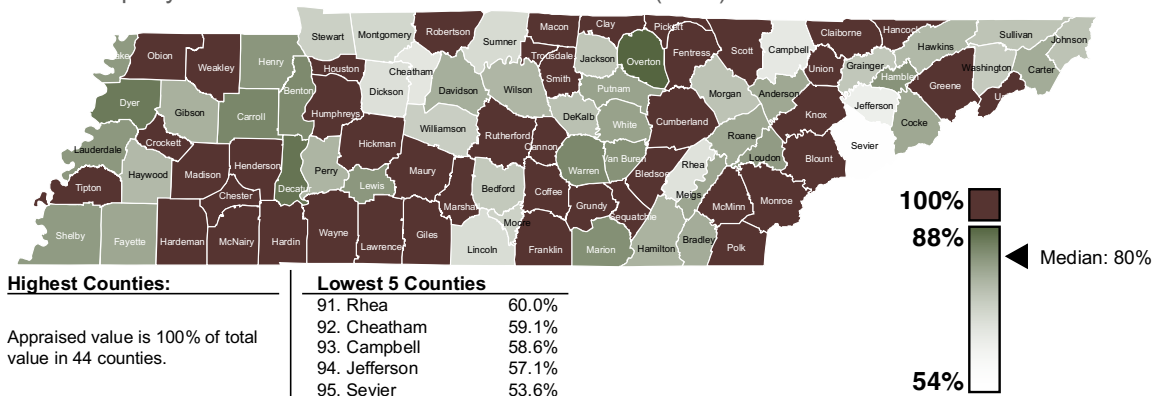 Stewart
Montgomery
Robertson
Sumner
Macon
Clay
Pickett
Scott
Campbell
Claiborne
Hancock
Hawkins
Sullivan
Johnson
Obion
Weakley
Henry
Houston
Cheatham
Trousdale
Jackson
Overton
Fentress
Union
Grainger
Hamblen
Washington
Carter
Greene
Dyer
Gibson
Carroll
Benton
Humphreys
Dickson
Davidson
Wilson
Smith
Putnam
Morgan
Anderson
Knox
Jefferson
Cocke
Sevier
Lauderdale
Crockett
Haywood
Madison
Henderson
Decatur
Perry
Hickman
Williamson
Rutherford
Cannon
DeKalb
White
Cumberland
Roane
Loudon
Blount
Tipton
Chester
Lewis
Maury
Marshall
Bedford
Coffee
Warren
Van Buren
Bledsoe
Rhea
Meigs
McMinn
Monroe
Shelby
Fayette
Hardeman
McNairy
Hardin
Wayne
Lawrence
Giles
Lincoln
Moore
Franklin
Grundy
Sequatchie
Marion
Hamilton
Bradley
Polk
100%
88%
Median: 80%
54%
Highest Counties:
Appraised value is 100% of total
value in 44 counties.
Lowest 5 Counties
91. Rhea 60.0%
92. Cheatham 59.1%
93. Campbell 58.6%
94. Jefferson 57.1%
95. Sevier 53.6%